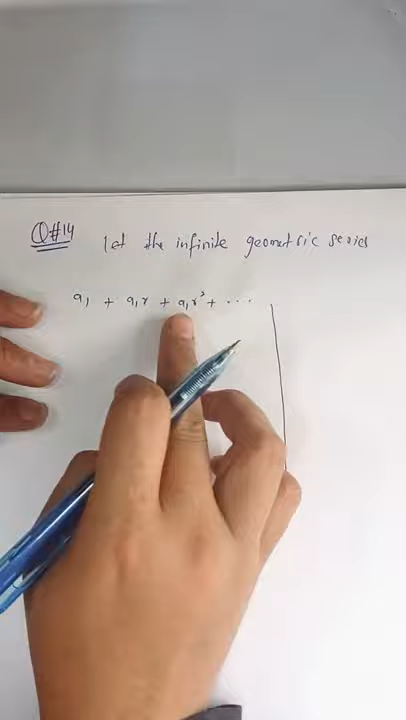 Q#14 let the infinite geometric series
a₁ + a₁r + a₁r² + ...